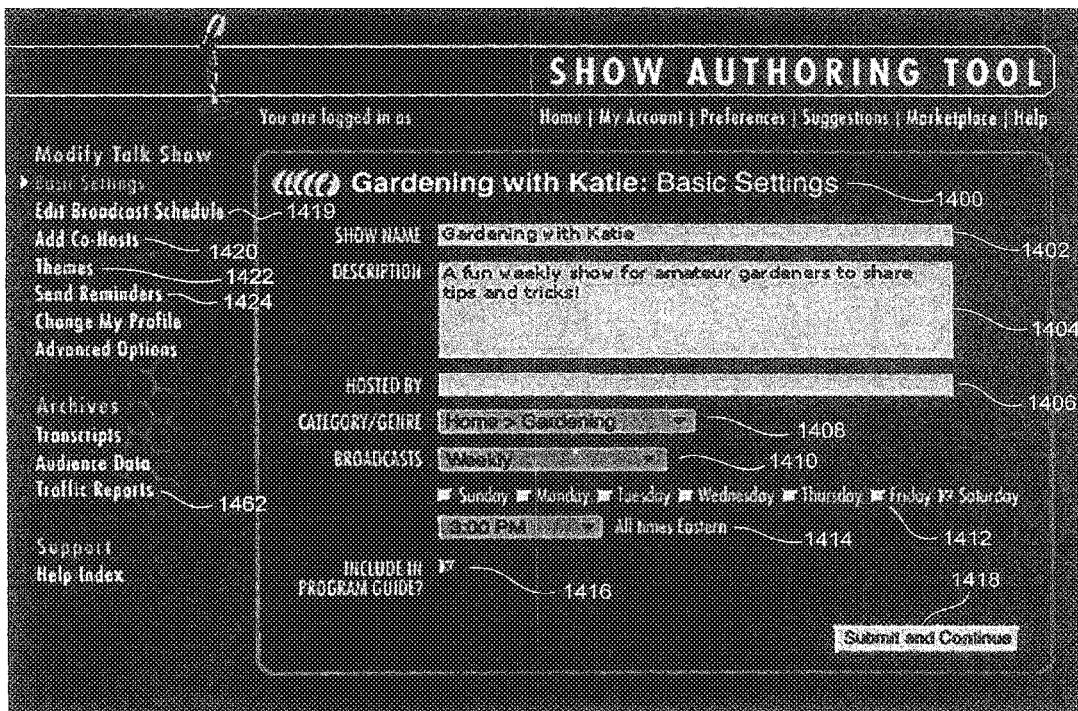 SHOW AUTHORING TOOL
You are logged in as
Home | My Account | Preferences | Suggestions | Marketplace | Help
Modify Talk Show
Basic Settings
Edit Broadcast Schedule 1419
Add Co-Hosts 1420
Themes 1422
Send Reminders 1424
Change My Profile
Advanced Options
Archives
Transcripts
Audience Data
Traffic Reports 1462
Support
Help Index
Gardening with Katie: Basic Settings 1400
SHOW NAME Gardening with Katie 1402
DESCRIPTION A fun weekly show for amateur gardeners to share
tips and tricks!
1404
HOSTED BY 1406
CATEGORY/GENRE Home > Gardening 1408
BROADCASTS Weekly 1410
Sunday Monday Tuesday Wednesday Thursday Friday Saturday
1412
3:00 PM All times Eastern 1414
INCLUDE IN
PROGRAM GUIDE?
1416
1418
Submit and Continue